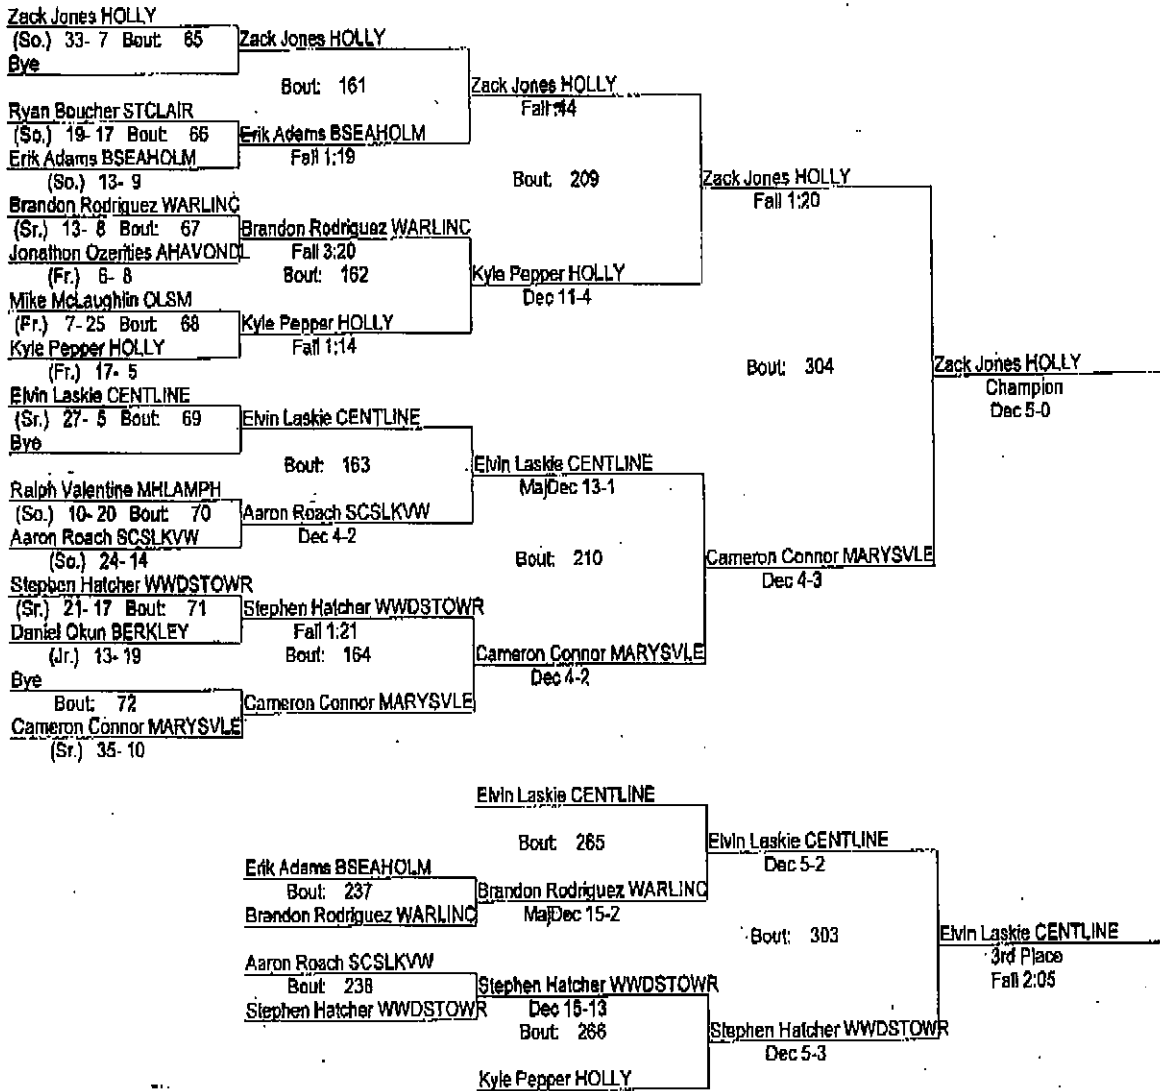 Zack Jones HOLLY
(So.) 33- 7 Bout: 65
Bye
Zack Jones HOLLY
Bout: 161
Ryan Boucher STCLAIR
(So.) 19- 17 Bout: 66
Erik Adams BSEAHOLM
(So.) 13- 9
Erik Adams BSEAHOLM
Fall 1:19
Zack Jones HOLLY
Fall :44
Bout: 209
Brandon Rodriguez WARLINC
(Sr.) 13- 8 Bout: 67
Jonathon Ozerities AHAVONDL
(Fr.) 6- 8
Brandon Rodriguez WARLINC
Fall 3:20
Bout: 162
Mike McLaughlin OLSM
(Fr.) 7- 25 Bout: 68
Kyle Pepper HOLLY
(Fr.) 17- 5
Kyle Pepper HOLLY
Fall 1:14
Kyle Pepper HOLLY
Dec 11-4
Zack Jones HOLLY
Fall 1:20
Bout: 304
Elvin Laskie CENTLINE
(Sr.) 27- 5 Bout: 69
Bye
Elvin Laskie CENTLINE
Bout: 163
Ralph Valentine MHLAMPH
(So.) 10- 20 Bout: 70
Aaron Roach SCSLKVW
(So.) 24- 14
Aaron Roach SCSLKVW
Dec 4-2
Elvin Laskie CENTLINE
MajDec 13-1
Bout: 210
Stephen Hatcher WWDSTOWR
(Sr.) 21- 17 Bout: 71
Daniel Okun BERKLEY
(Jr.) 13- 19
Stephen Hatcher WWDSTOWR
Fall 1:21
Bout: 164
Bye
Bout: 72
Cameron Connor MARYSVLE
(Sr.) 35- 10
Cameron Connor MARYSVLE
Cameron Connor MARYSVLE
Dec 4-2
Cameron Connor MARYSVLE
Dec 4-3
Zack Jones HOLLY
Champion
Dec 5-0
Elvin Laskie CENTLINE
Bout: 265
Erik Adams BSEAHOLM
Bout: 237
Brandon Rodriguez WARLINC
Brandon Rodriguez WARLINC
MajDec 15-2
Elvin Laskie CENTLINE
Dec 5-2
Bout: 303
Aaron Roach SCSLKVW
Bout: 238
Stephen Hatcher WWDSTOWR
Stephen Hatcher WWDSTOWR
Dec 15-13
Bout: 266
Kyle Pepper HOLLY
Stephen Hatcher WWDSTOWR
Dec 5-3
Elvin Laskie CENTLINE
3rd Place
Fall 2:05